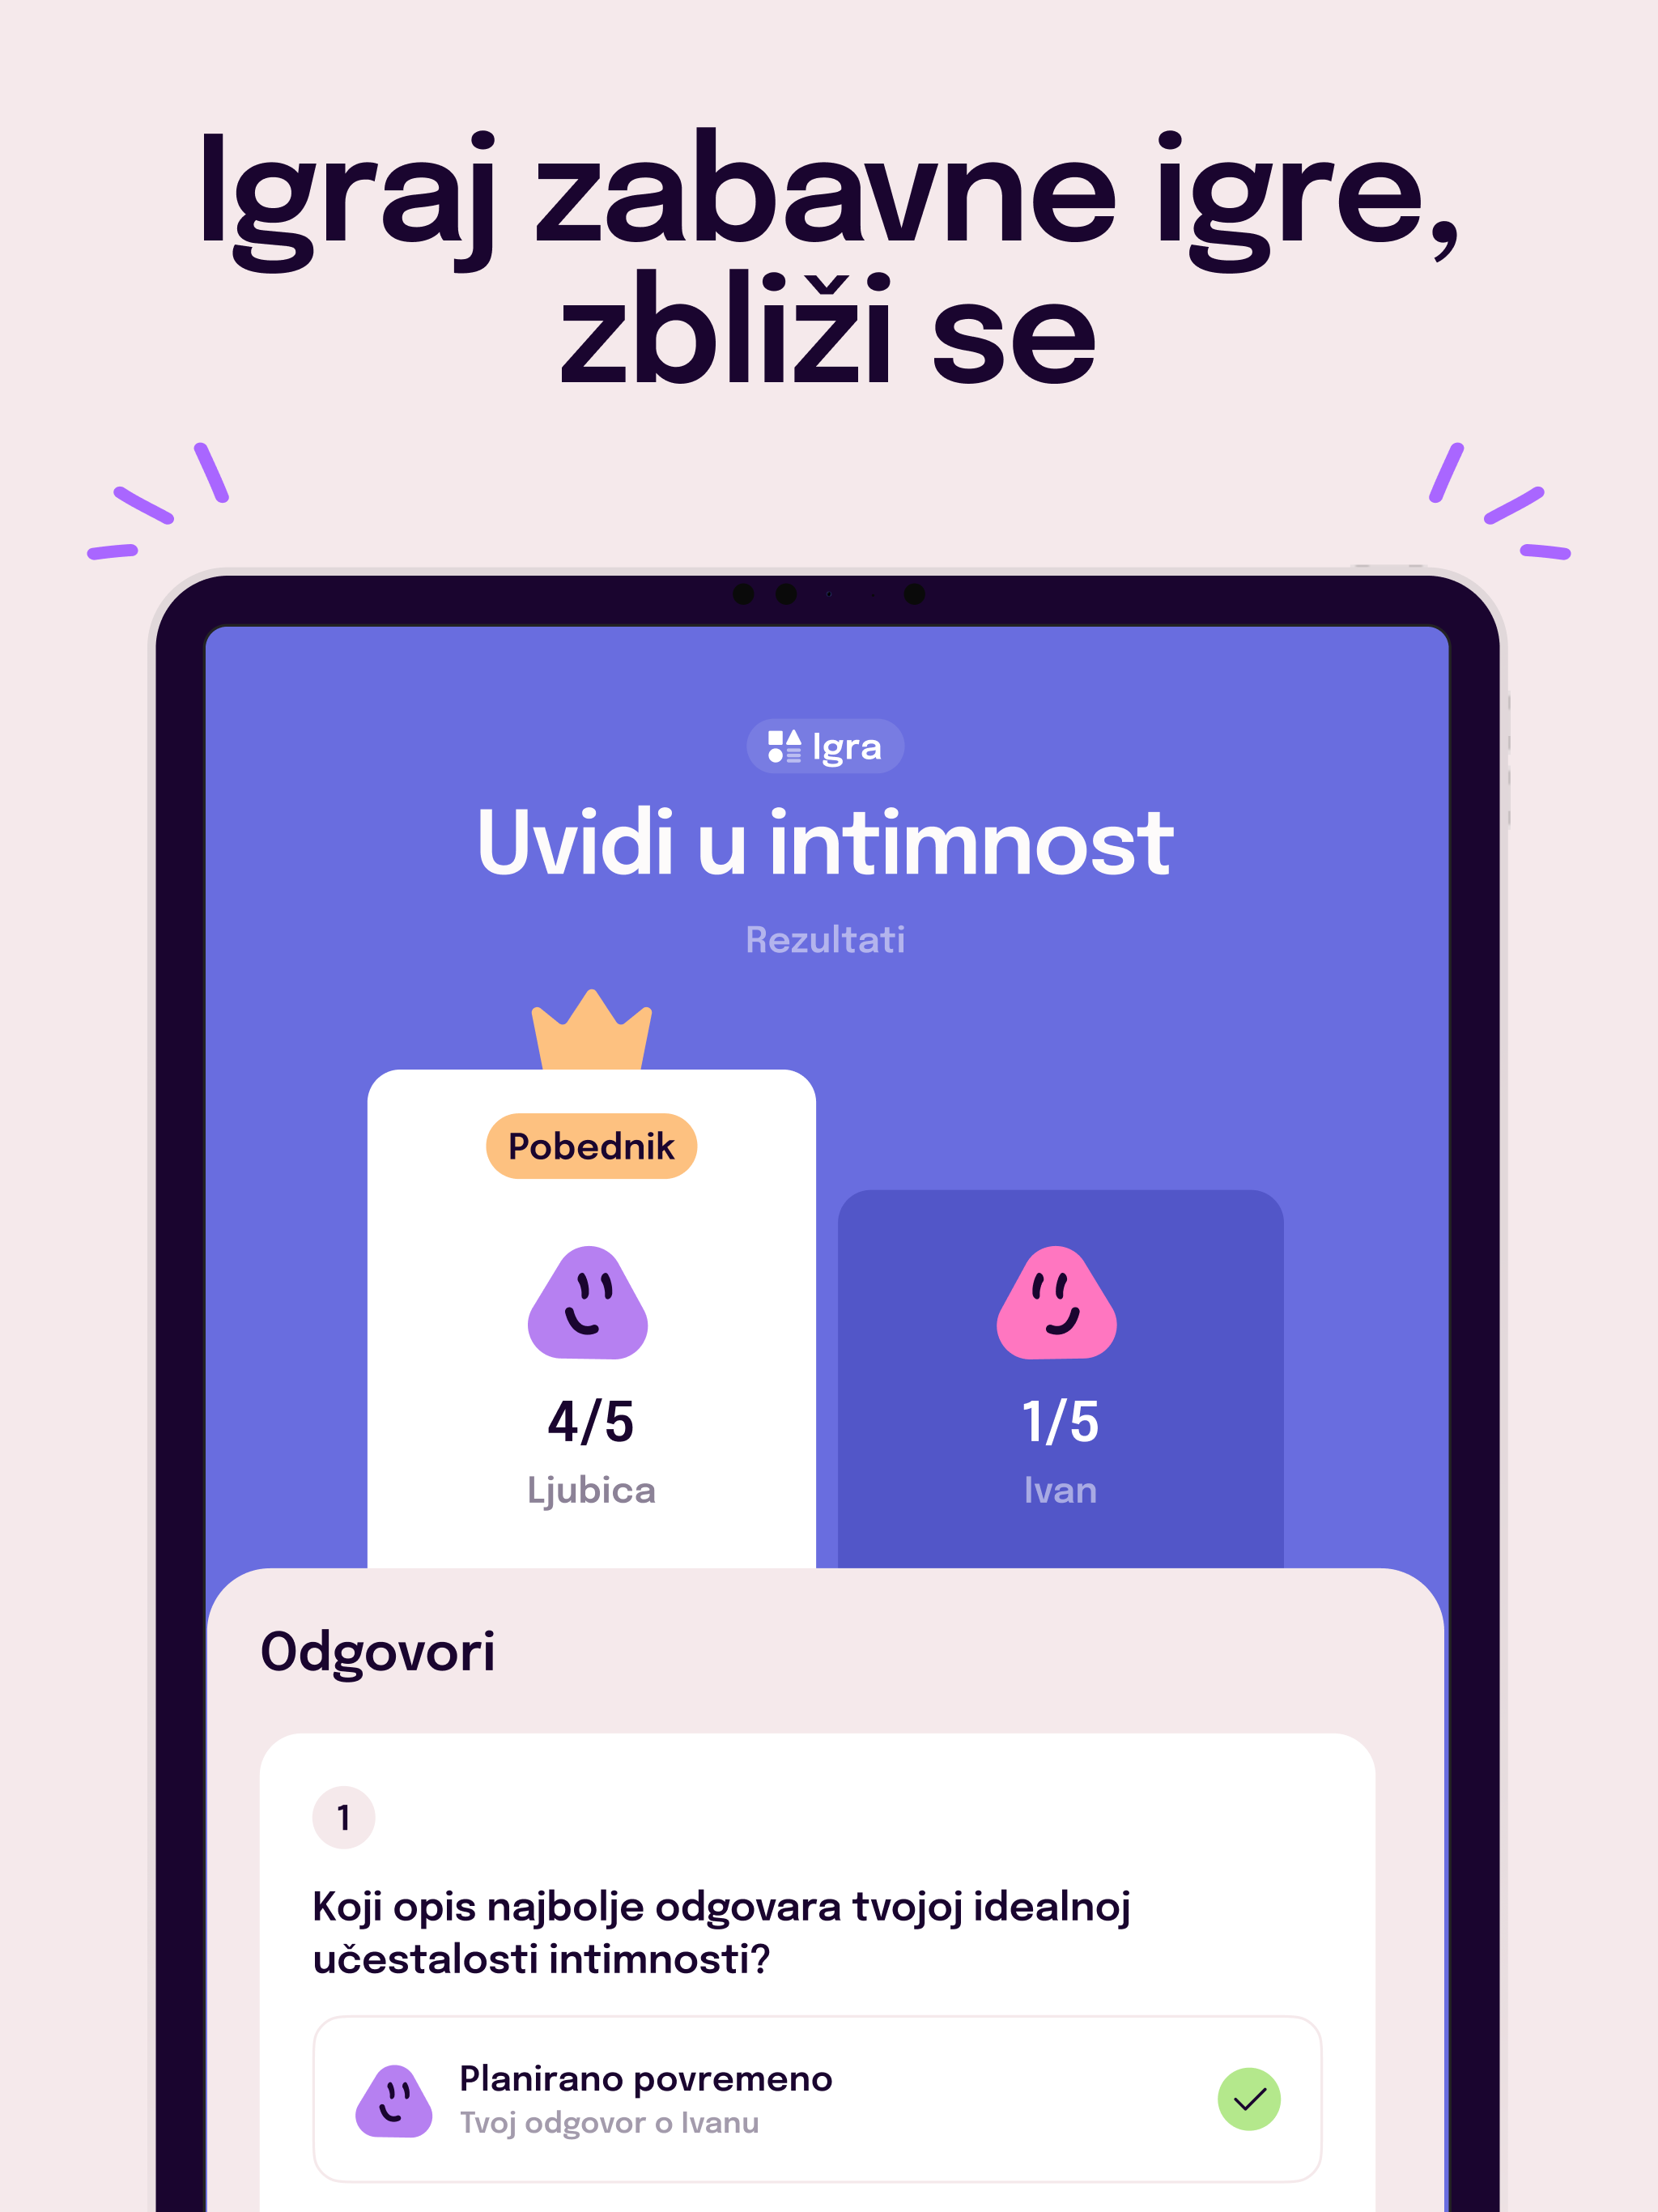 Igraj zabavne igre,
zbliži se
Igra
Uvidi u intimnost
Rezultati
Pobednik
4/5
Ljubica
1/5
Ivan
Odgovori
1
Koji opis najbolje odgovara tvojoj idealnoj
učestalosti intimnosti?
Planirano povremeno
Tvoj odgovor o Ivanu